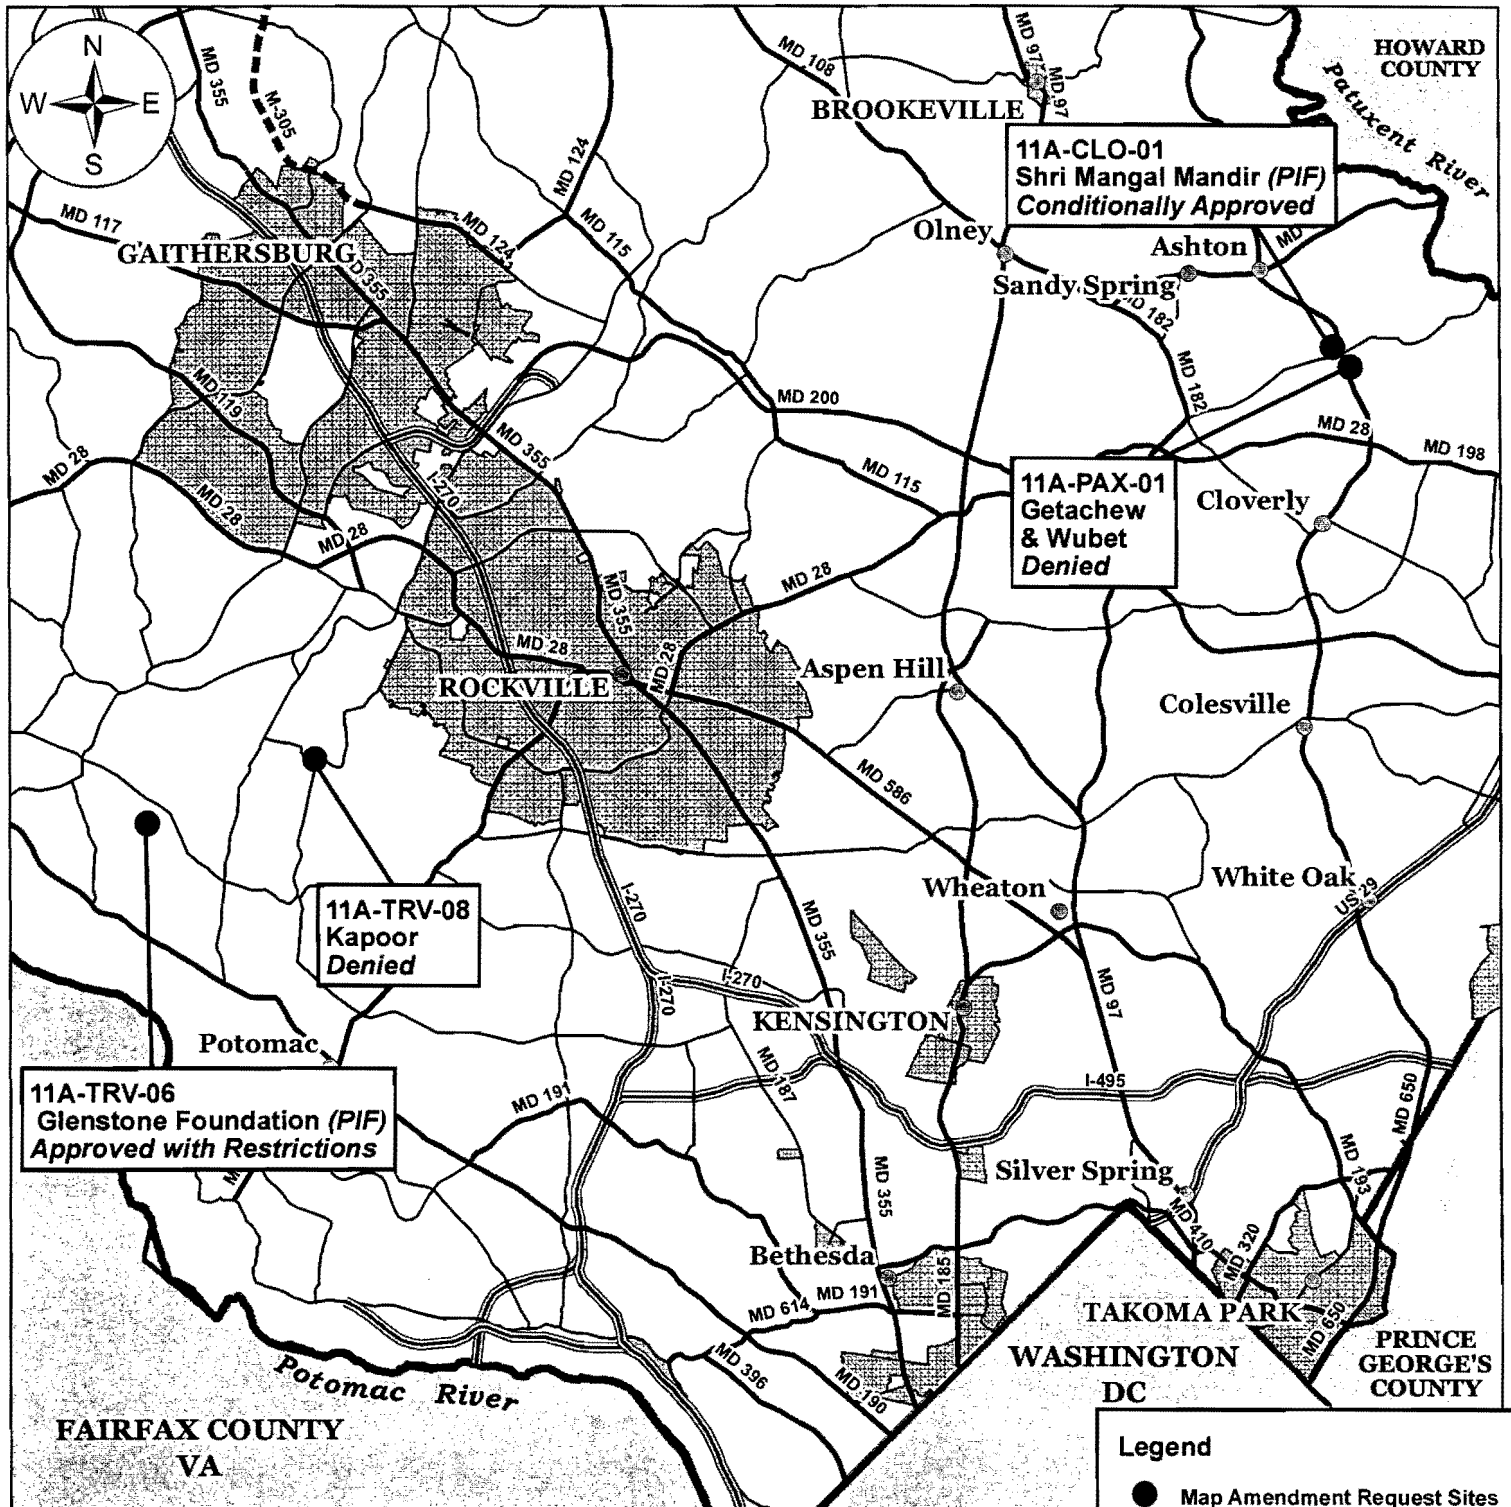 N
W E
S
MD 355
M-305
MD 124
MD 108
MD 97
MD 97
BROOKEVILLE
HOWARD
COUNTY
Patuxent River
11A-CLO-01
Shri Mangal Mandir (PIF)
Conditionally Approved
MD 117
GAITHERSBURG
MD 355
MD 124
MD 115
Olney
Ashton
MD
Sandy Spring
MD 182
MD 182
MD 119
MD 200
MD 28
MD 198
MD 28
MD 28
MD 28
MD 355
I-270
MD 115
11A-PAX-01
Getachew
& Wubet
Denied
Cloverly
MD 28
MD 355
MD 28
MD 28
ROCKVILLE
Aspen Hill
Colesville
MD 586
11A-TRV-08
Kapoor
Denied
Wheaton
White Oak
US 29
I-270
MD 355
I-270
I-270
MD 97
KENSINGTON
Potomac
11A-TRV-06
Glenstone Foundation (PIF)
Approved with Restrictions
MD 191
MD 187
I-495
MD 650
MD 355
Silver Spring
MD 193
MD 410
MD 320
Bethesda
MD 185
MD 614
MD 191
TAKOMA PARK
MD 650
MD 396
MD 190
WASHINGTON
DC
PRINCE
GEORGE'S
COUNTY
Potomac River
FAIRFAX COUNTY
VA
Legend
Map Amendment Request Sites